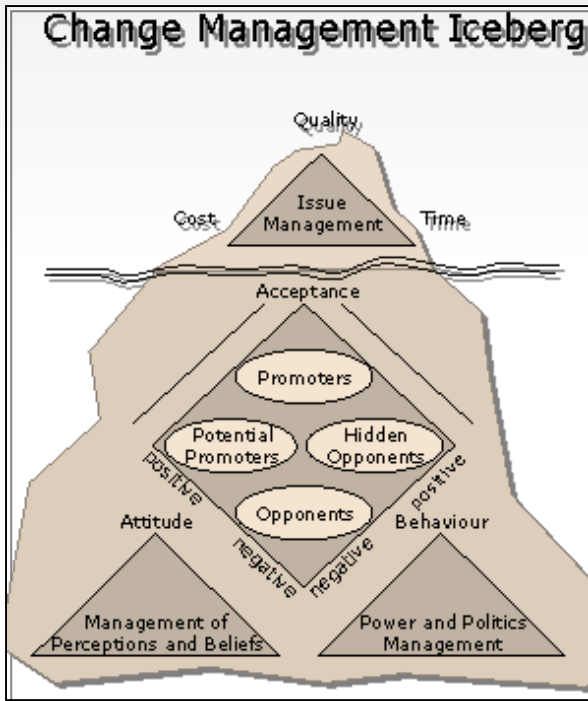 Change Management Iceberg
Quality
Cost
Issue
Management
Time
Acceptance
Promoters
Potential
Promoters
Hidden
Opponents
Opponents
positive
negative
negative
positive
Attitude
Behaviour
Management of
Perceptions and Beliefs
Power and Politics
Management